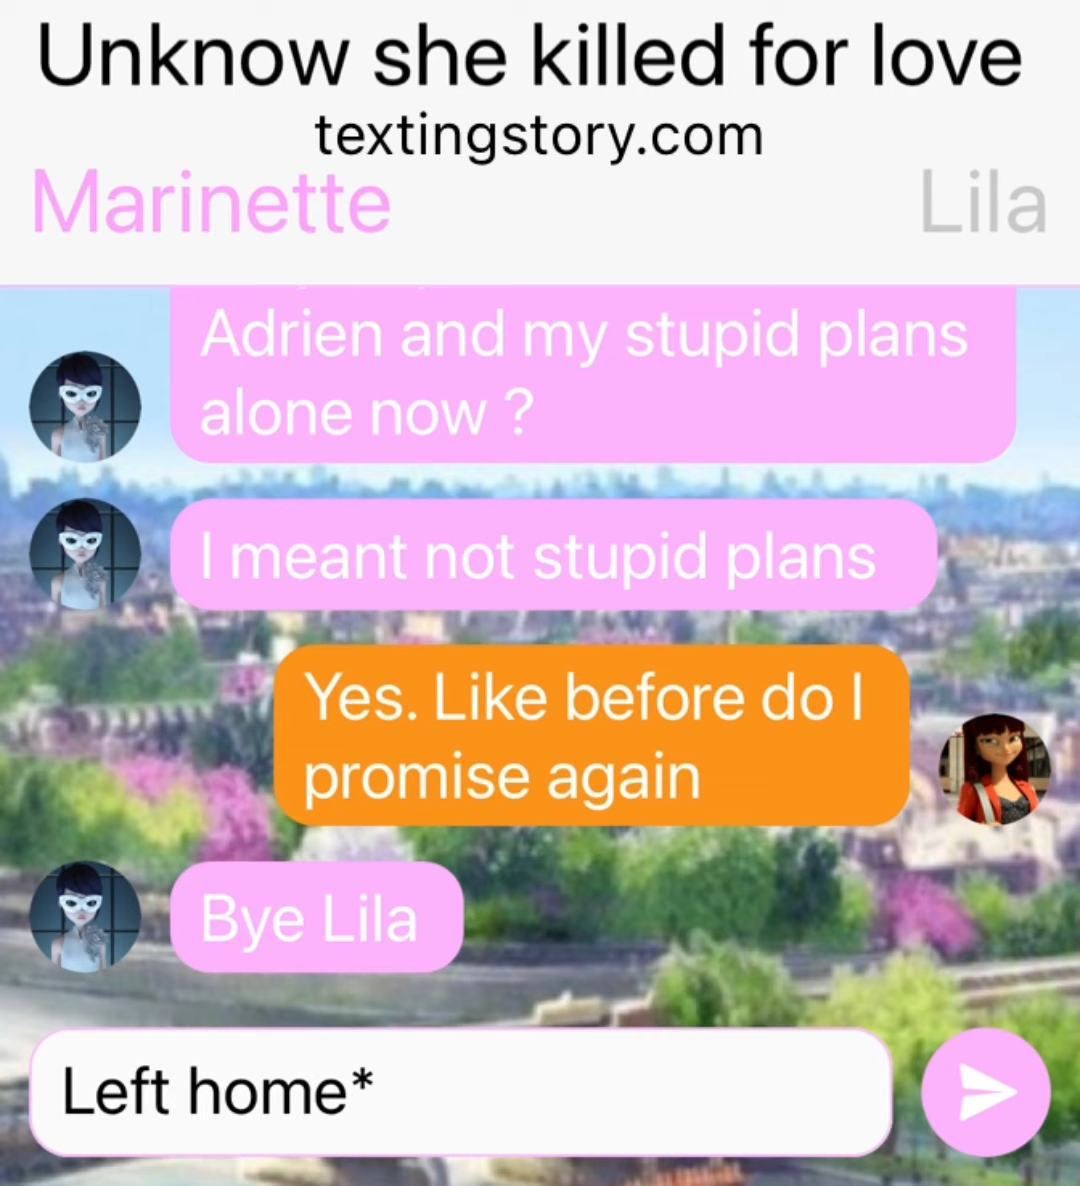 Unknow she killed for love
textingstory.com
Marinette
Lila
Adrien and my stupid plans
alone now ?
I meant not stupid plans
Yes. Like before do I
promise again
Bye Lila
Left home*